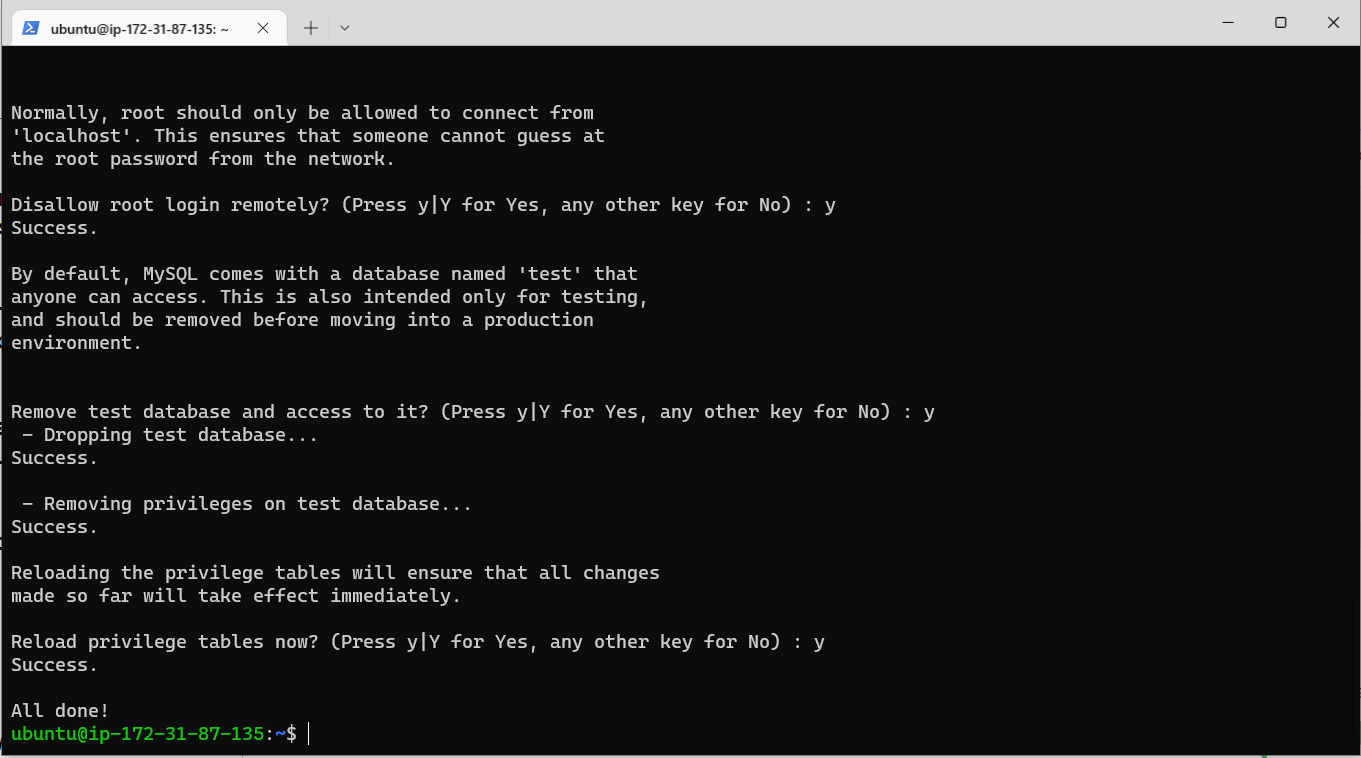 ubuntu@ip-172-31-87-135: ~
Normally, root should only be allowed to connect from
'localhost'. This ensures that someone cannot guess at
the root password from the network.
Disallow root login remotely? (Press y|Y for Yes, any other key for No) : y
Success.
By default, MySQL comes with a database named 'test' that
anyone can access. This is also intended only for testing,
and should be removed before moving into a production
environment.
Remove test database and access to it? (Press y|Y for Yes, any other key for No) : y
 - Dropping test database...
Success.
 - Removing privileges on test database...
Success.
Reloading the privilege tables will ensure that all changes
made so far will take effect immediately.
Reload privilege tables now? (Press y|Y for Yes, any other key for No) : y
Success.
All done!
ubuntu@ip-172-31-87-135:~$